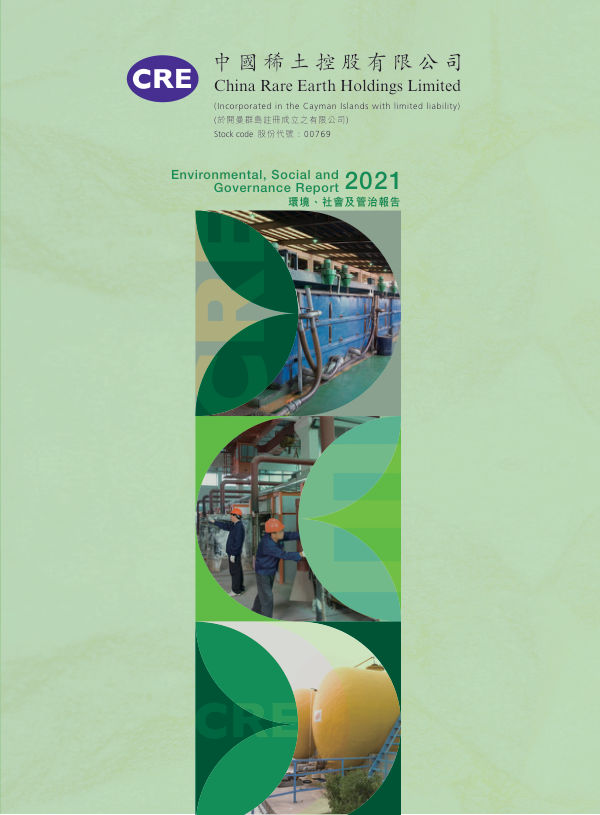 CRE
中國稀土控股有限公司
China Rare Earth Holdings Limited
(Incorporated in the Cayman Islands with limited liability)
(於開曼群島註冊成立之有限公司)
Stock code 股份代號：00769
Environmental, Social and
Governance Report 2021
環境、社會及管治報告
CRE
CRE